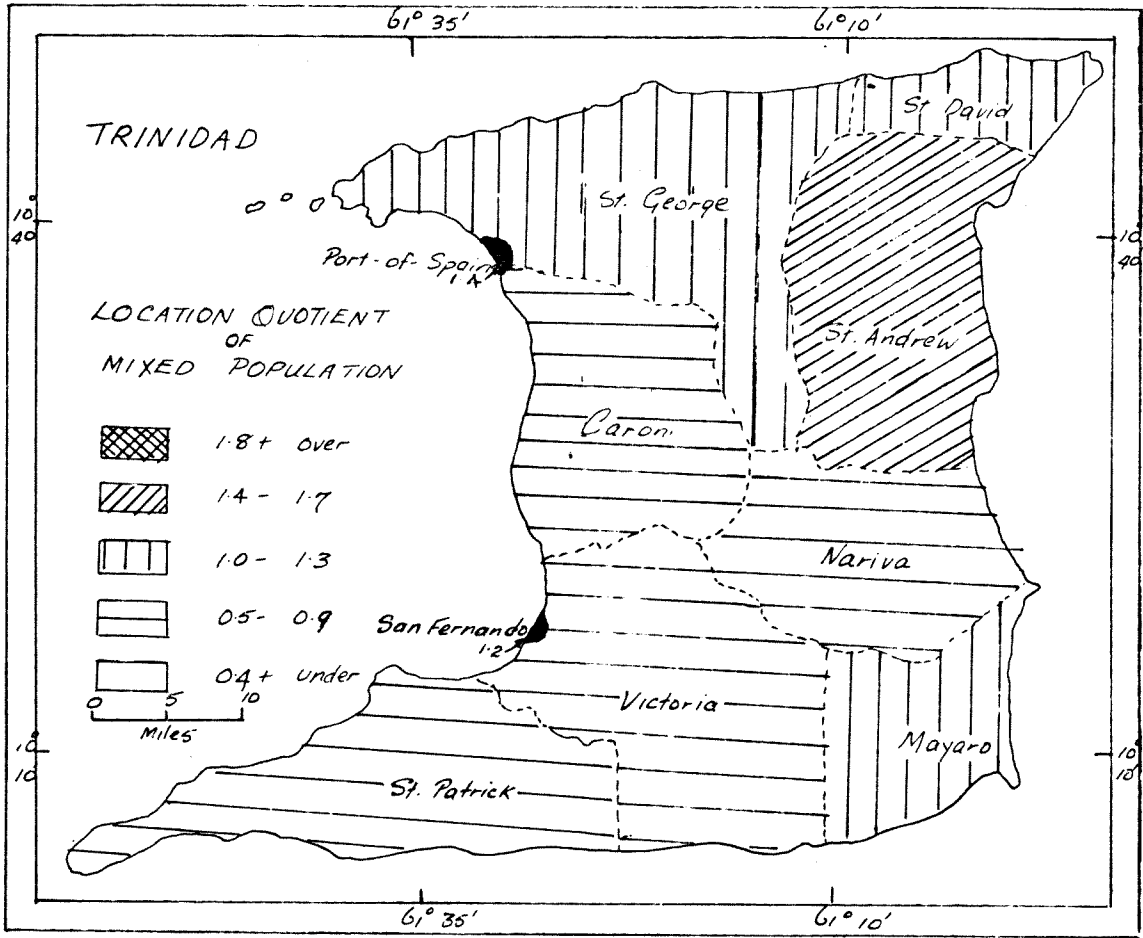 61° 35'
61° 10'
TRINIDAD
St David
St. George
10° 40'
10° 40'
Port-of-Spain
LOCATION QUOTIENT
OF
MIXED POPULATION
St. Andrew
Caroni
1.8 + over
1.4 - 1.7
1.0 - 1.3
0.5 - 0.9
0.4 + under
Nariva
San Fernando
1.2
0 5 10
Miles
Victoria
Mayaro
St. Patrick
10° 10'
10° 10'
61° 35'
61° 10'